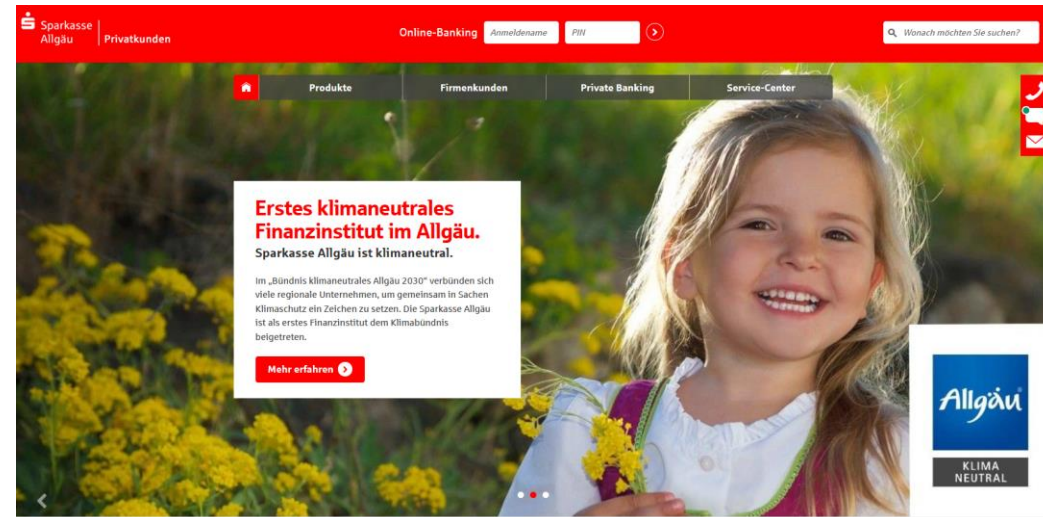 Sparkasse
Allgäu
Privatkunden
Online-Banking
Anmeldename
PIN
Wonach möchten Sie suchen?
Produkte
Firmenkunden
Private Banking
Service-Center
Erstes klimaneutrales
Finanzinstitut im Allgäu.
Sparkasse Allgäu ist klimaneutral.
Im „Bündnis klimaneutrales Allgäu 2030" verbünden sich
viele regionale Unternehmen, um gemeinsam in Sachen
Klimaschutz ein Zeichen zu setzen. Die Sparkasse Allgäu
ist als erstes Finanzinstitut dem Klimabündnis
beigetreten.
Mehr erfahren
Allgäu
KLIMA
NEUTRAL